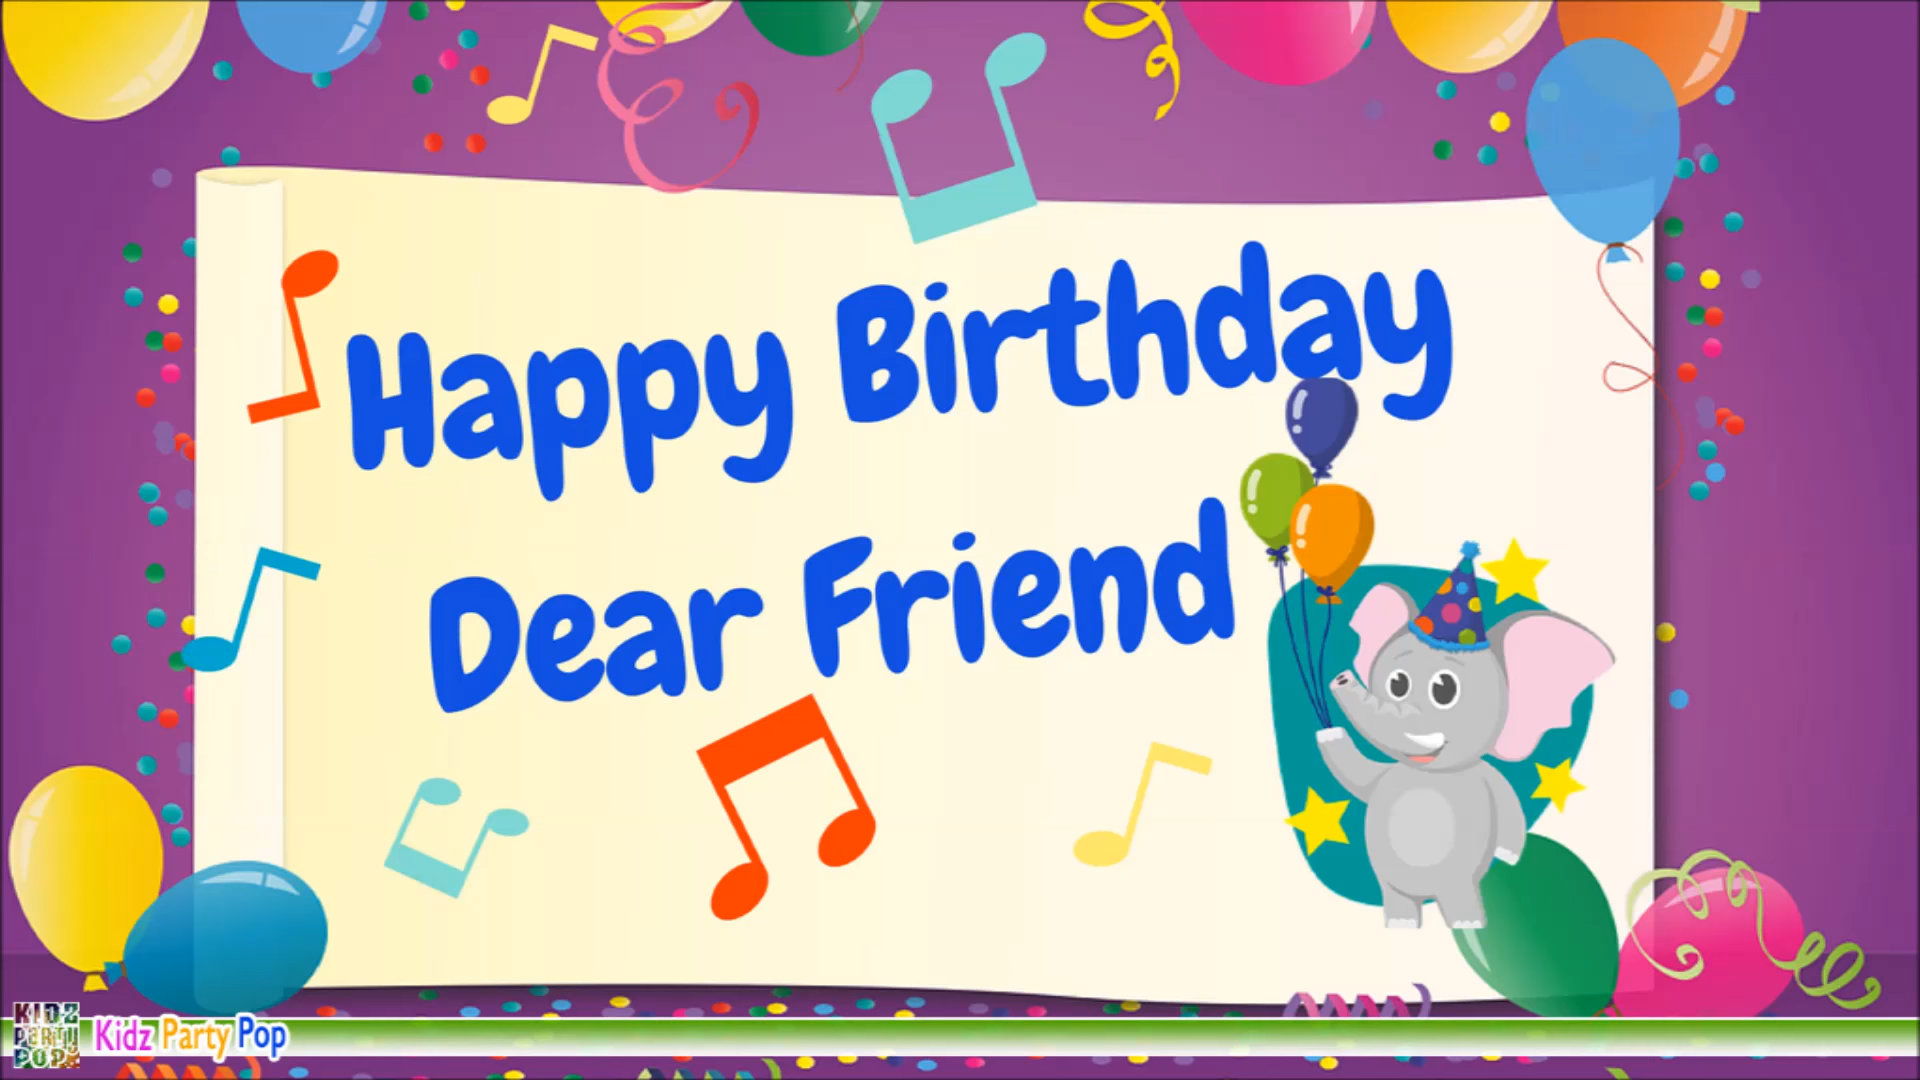 Happy Birthday
Dear Friend
KIDZ
PARTY
POP
Kidz Party Pop